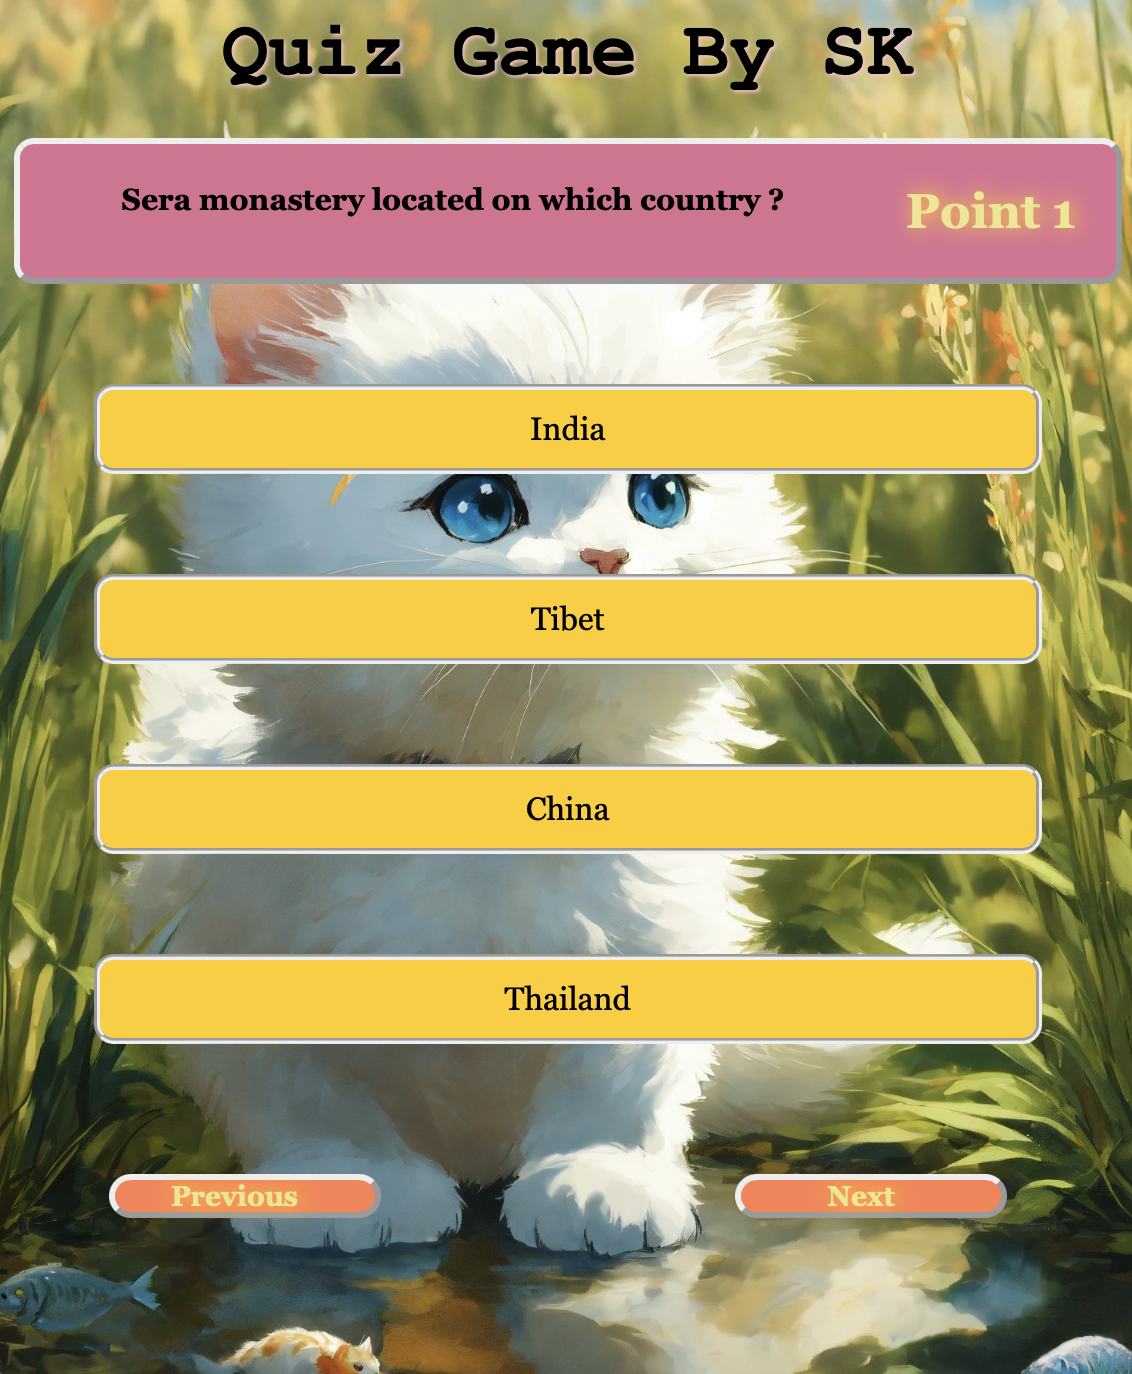 Quiz Game By SK
Sera monastery located on which country ?
Point 1
India
Tibet
China
Thailand
Previous
Next